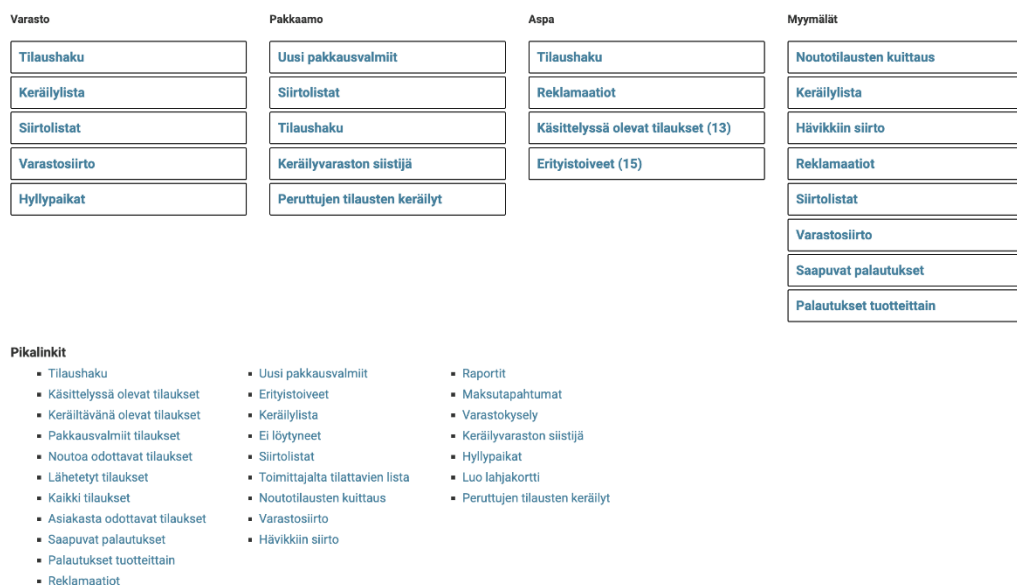 Varasto
Tilaushaku
Keräilylista
Siirtolistat
Varastosiirto
Hyllypaikat
Pakkaamo
Uusi pakkausvalmiit
Siirtolistat
Tilaushaku
Keräilyvaraston siistijä
Peruttujen tilausten keräilyt
Aspa
Tilaushaku
Reklamaatiot
Käsittelyssä olevat tilaukset (13)
Erityistoiveet (15)
Myymälät
Noutotilausten kuittaus
Keräilylista
Hävikkiin siirto
Reklamaatiot
Siirtolistat
Varastosiirto
Saapuvat palautukset
Palautukset tuotteittain
Pikalinkit
Tilaushaku
Käsittelyssä olevat tilaukset
Keräiltävänä olevat tilaukset
Pakkausvalmiit tilaukset
Noutoa odottavat tilaukset
Lähetetyt tilaukset
Kaikki tilaukset
Asiakasta odottavat tilaukset
Saapuvat palautukset
Palautukset tuotteittain
Reklamaatiot
Uusi pakkausvalmiit
Erityistoiveet
Keräilylista
Ei löytyneet
Siirtolistat
Toimittajalta tilattavien lista
Noutotilausten kuittaus
Varastosiirto
Hävikkiin siirto
Raportit
Maksutapahtumat
Varastokysely
Keräilyvaraston siistijä
Hyllypaikat
Luo lahjakortti
Peruttujen tilausten keräilyt